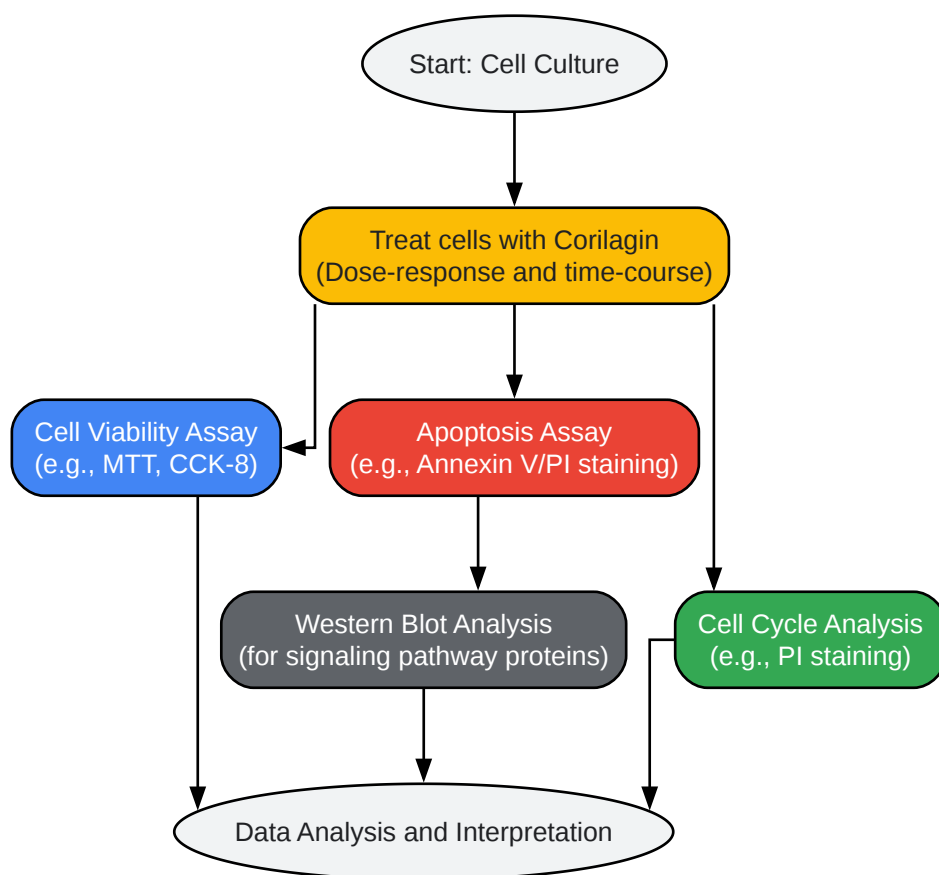 Start: Cell Culture
Treat cells with Corilagin
(Dose-response and time-course)
Cell Viability Assay
(e.g., MTT, CCK-8)
Apoptosis Assay
(e.g., Annexin V/PI staining)
Western Blot Analysis
(for signaling pathway proteins)
Cell Cycle Analysis
(e.g., PI staining)
Data Analysis and Interpretation